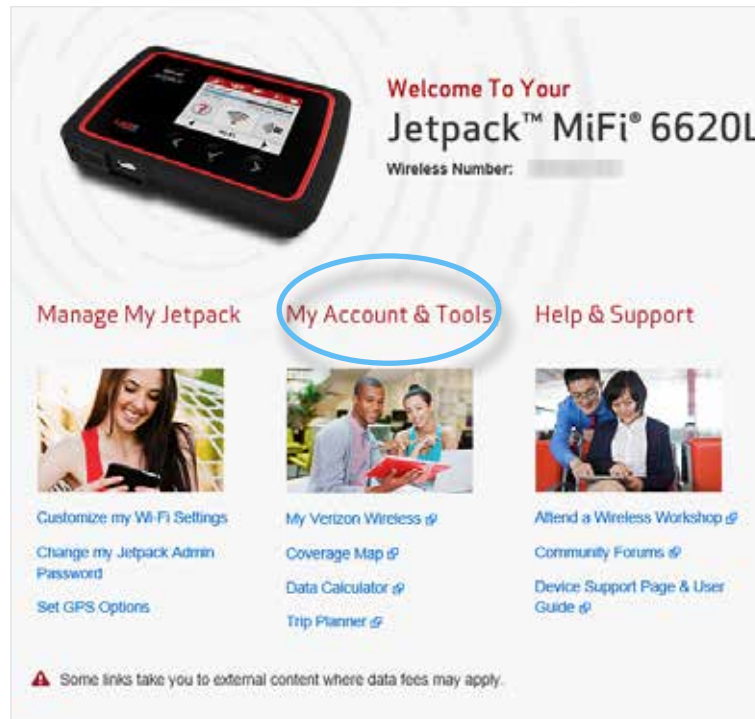 Welcome To Your
Jetpack™ MiFi® 6620L
Wireless Number:
Manage My Jetpack
My Account & Tools
Help & Support
Customize my Wi-Fi Settings
Change my Jetpack Admin
Password
Set GPS Options
My Verizon Wireless
Coverage Map
Data Calculator
Trip Planner
Attend a Wireless Workshop
Community Forums
Device Support Page & User
Guide
Some links take you to external content where data fees may apply.